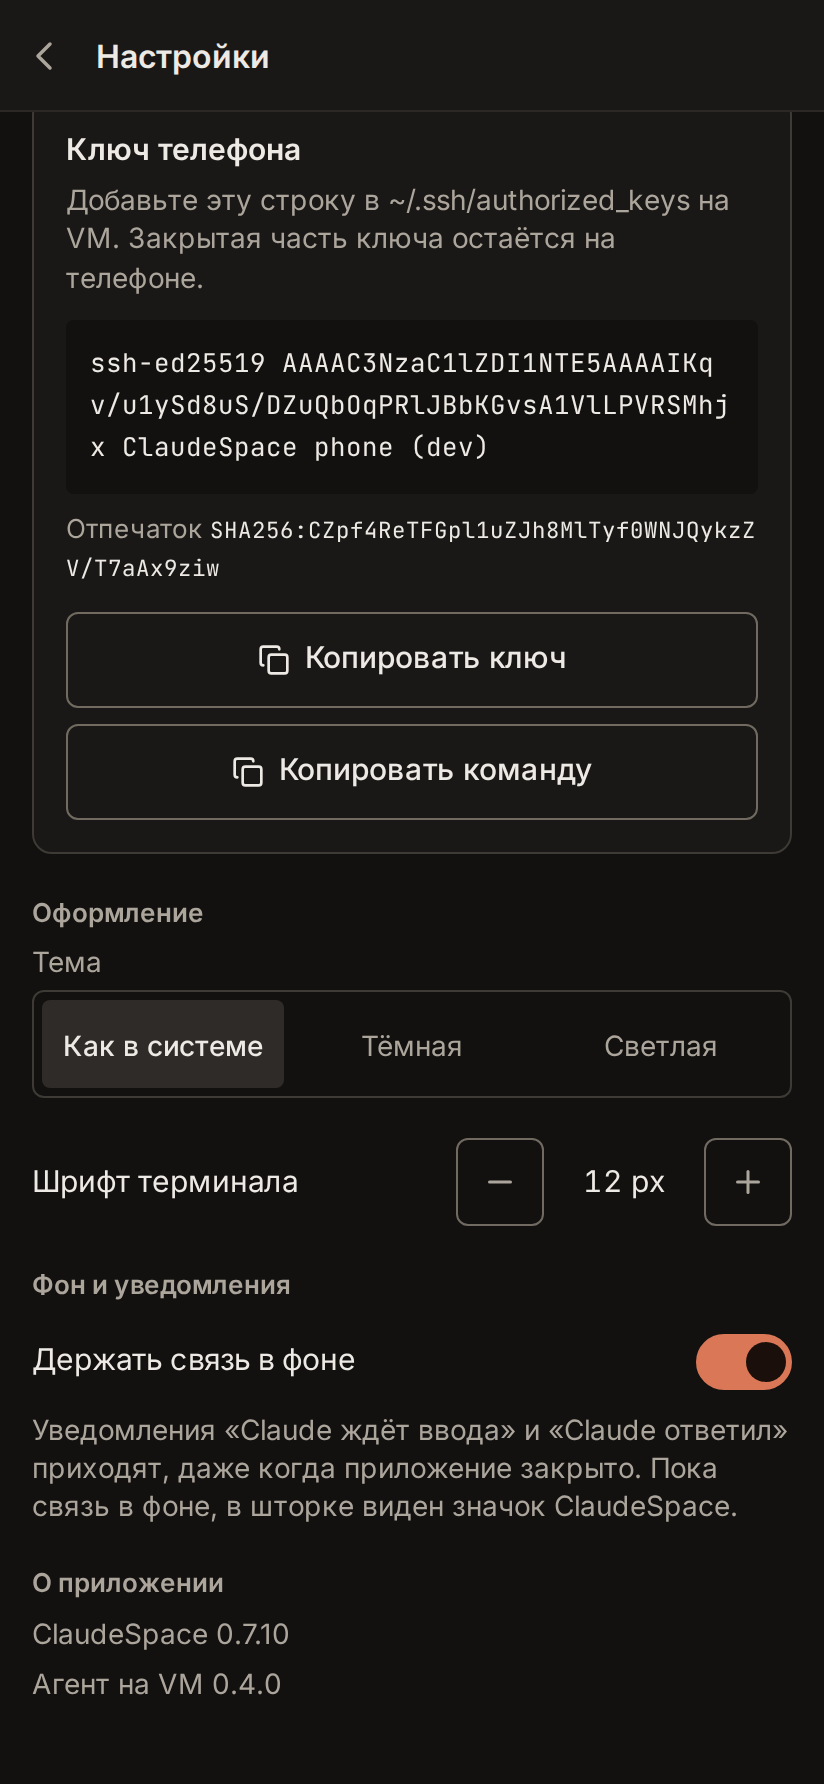 Настройки
Ключ телефона
Добавьте эту строку в ~/.ssh/authorized_keys на
VM. Закрытая часть ключа остаётся на
телефоне.
ssh-ed25519 AAAAC3NzaC1lZDI1NTE5AAAAIKq
v/u1ySd8uS/DZuQbOqPRlJBbKGvsA1VlLPVRSMhj
x ClaudeSpace phone (dev)
Отпечаток SHA256:CZpf4ReTFGpl1uZJh8MlTyf0WNJQykzZ
V/T7aAx9ziw
Копировать ключ
Копировать команду
Оформление
Тема
Как в системе
Тёмная
Светлая
Шрифт терминала
12 px
Фон и уведомления
Держать связь в фоне
Уведомления «Claude ждёт ввода» и «Claude ответил»
приходят, даже когда приложение закрыто. Пока
связь в фоне, в шторке виден значок ClaudeSpace.
О приложении
ClaudeSpace 0.7.10
Агент на VM 0.4.0